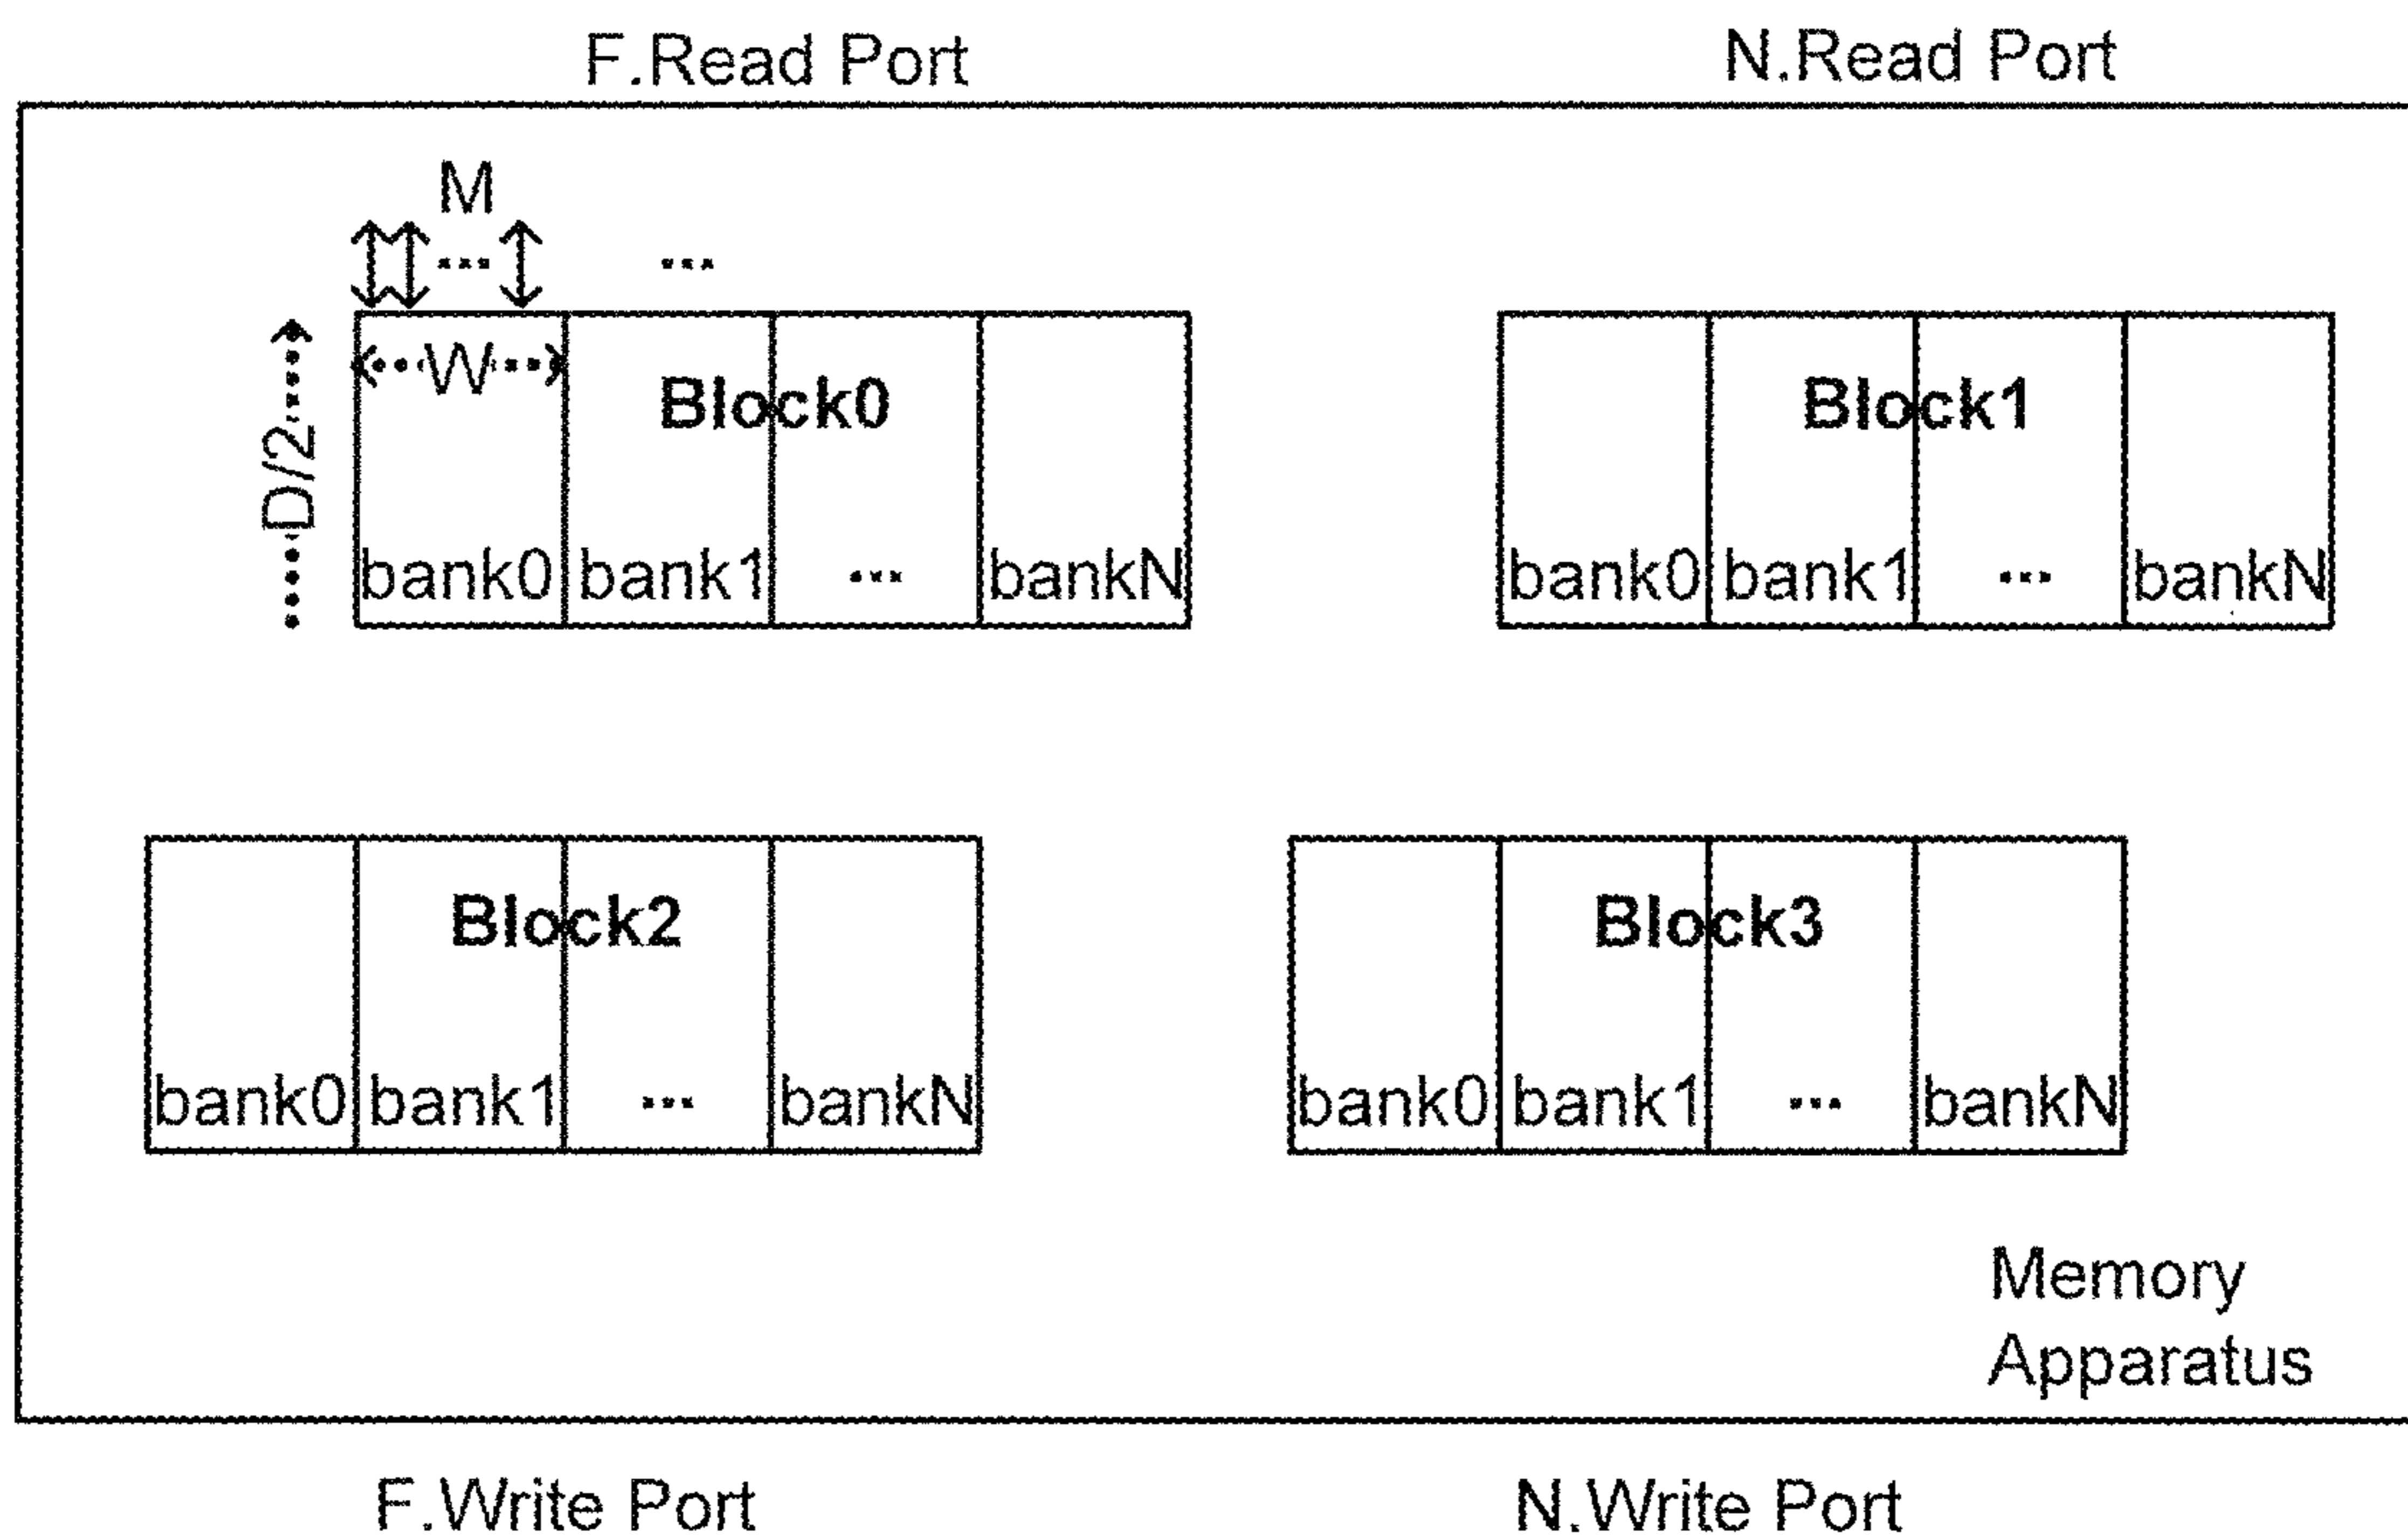 F.Read Port N.Read Port
M
... ...
W
D/2
Block0 Block1
bank0 bank1 ... bankN bank0 bank1 ... bankN
Block2 Block3
bank0 bank1 ... bankN bank0 bank1 ... bankN
Memory
Apparatus
F.Write Port N.Write Port